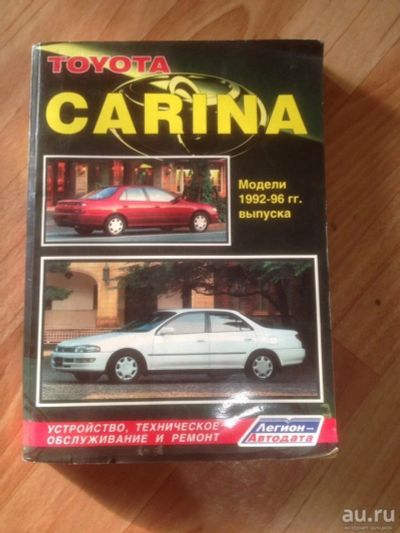 TOYOTA
CARINA
Модели
1992-96 гг.
выпуска
УСТРОЙСТВО, ТЕХНИЧЕСКОЕ
ОБСЛУЖИВАНИЕ И РЕМОНТ
Легион-
Автодата
au.ru